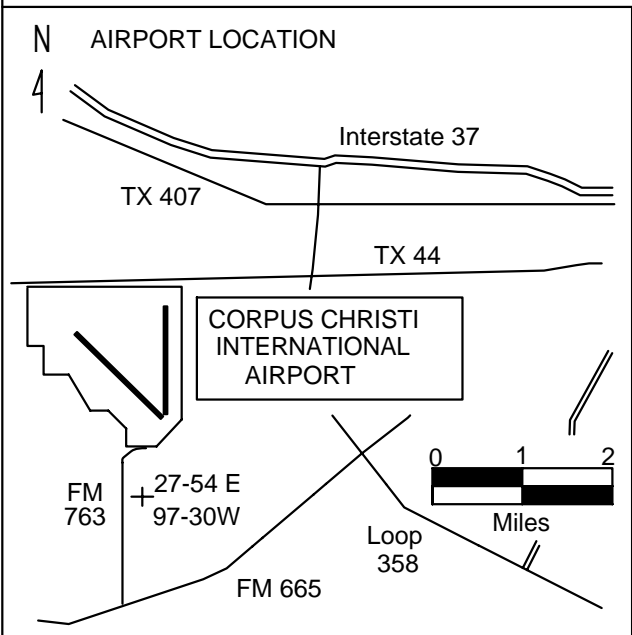 N
AIRPORT LOCATION
Interstate 37
TX 407
TX 44
CORPUS CHRISTI
INTERNATIONAL
AIRPORT
0 1 2
Miles
FM
763
27-54 E
97-30W
Loop
358
FM 665